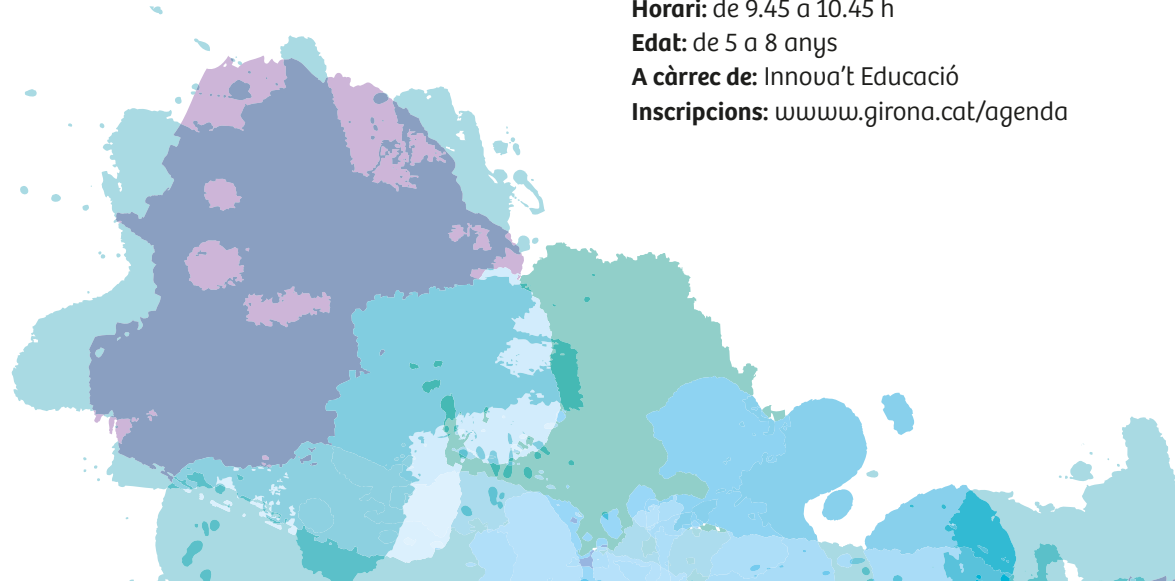 Horari: de 9.45 a 10.45 h
Edat: de 5 a 8 anys
A càrrec de: Innova’t Educació
Inscripcions: wwww.girona.cat/agenda